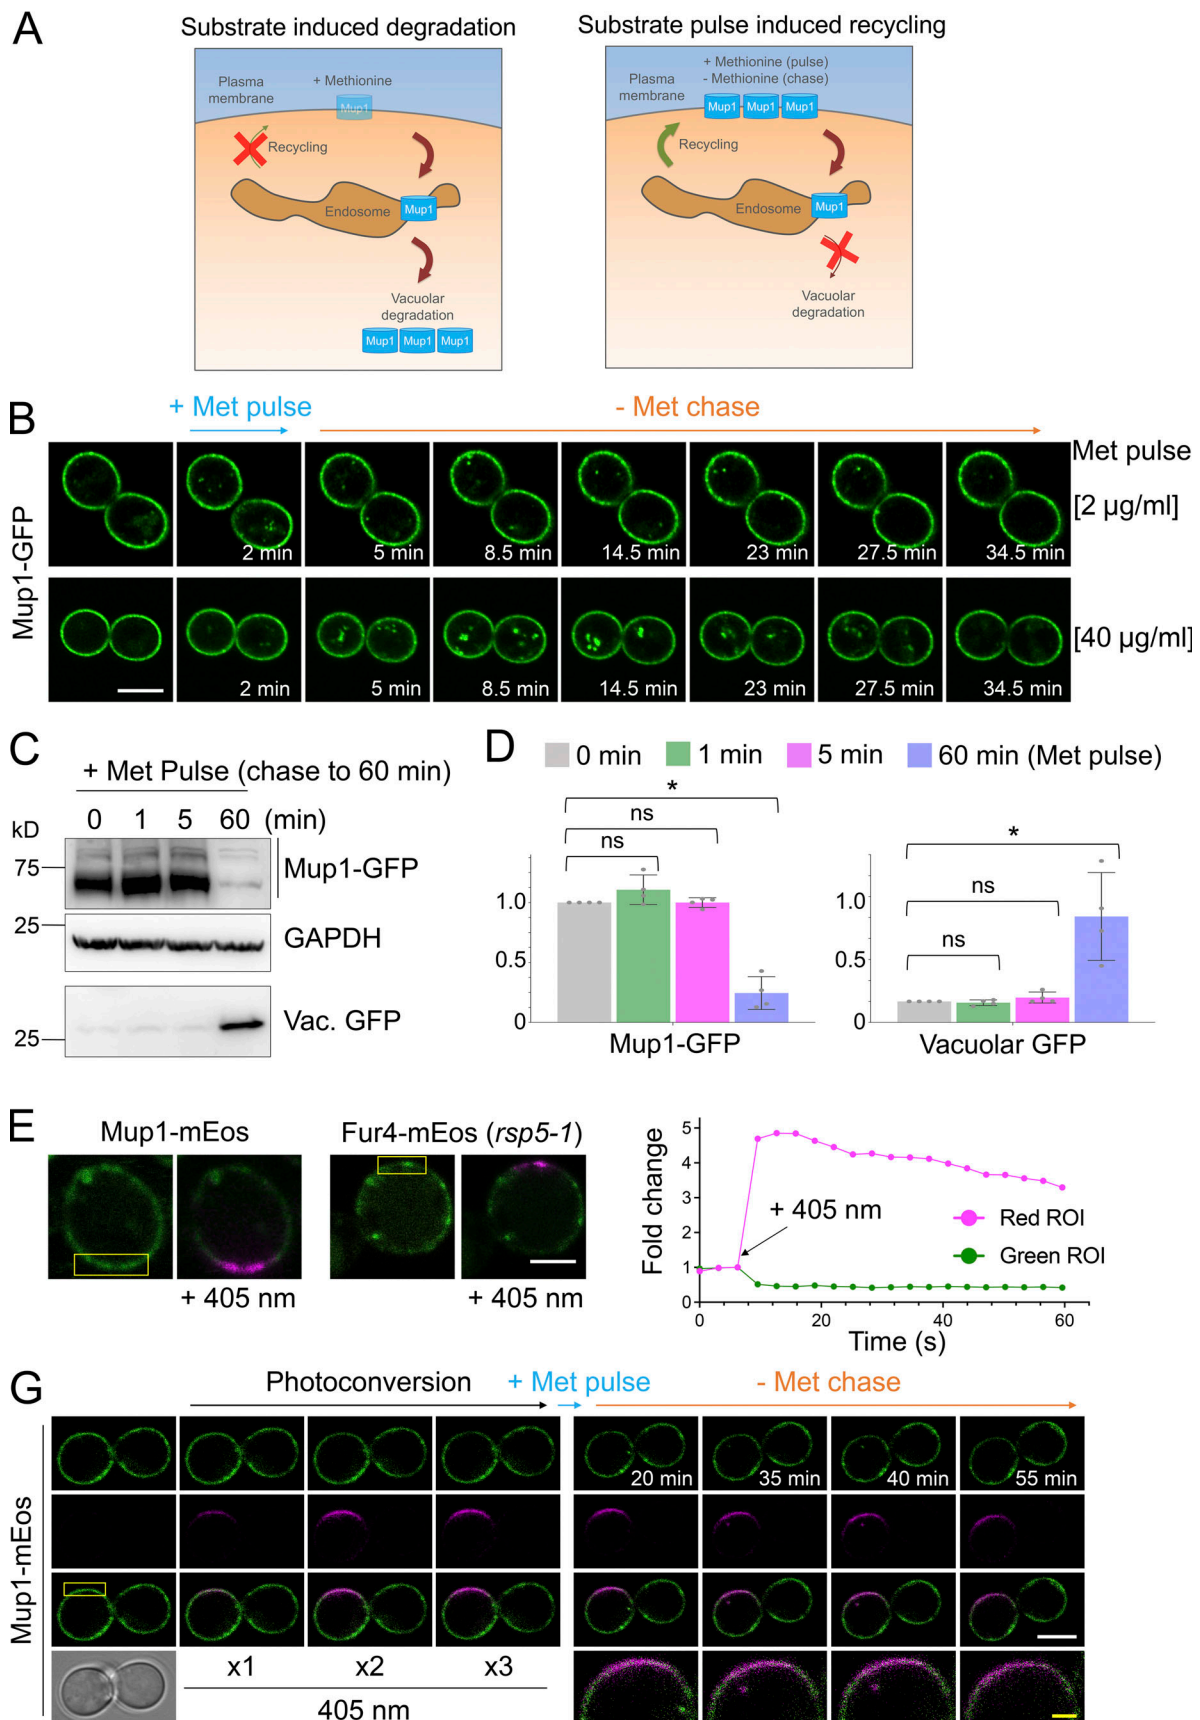 A
Substrate induced degradation
Substrate pulse induced recycling
Plasma
membrane
+ Methionine
Mup1
Recycling
Endosome
Mup1
Vacuolar
degradation
Mup1 Mup1 Mup1
+ Methionine (pulse)
- Methionine (chase)
Plasma
membrane
Mup1 Mup1 Mup1
Recycling
Endosome
Mup1
Vacuolar
degradation
B
+ Met pulse
- Met chase
Mup1-GFP
Met pulse
[2 µg/ml]
2 min 5 min 8.5 min 14.5 min 23 min 27.5 min 34.5 min
[40 µg/ml]
2 min 5 min 8.5 min 14.5 min 23 min 27.5 min 34.5 min
C
+ Met Pulse (chase to 60 min)
kD 0 1 5 60 (min)
75
Mup1-GFP
25
GAPDH
Vac. GFP
25
D
0 min 1 min 5 min 60 min (Met pulse)
*
ns
ns
1.0
0.5
0
Mup1-GFP
*
ns
ns
1.0
0.5
0
Vacuolar GFP
E
Mup1-mEos
Fur4-mEos (rsp5-1)
+ 405 nm
+ 405 nm
Fold change
5
4
3
2
1
0
+ 405 nm
Red ROI
Green ROI
0 20 40 60
Time (s)
G
Photoconversion
+ Met pulse
- Met chase
Mup1-mEos
20 min 35 min 40 min 55 min
x1 x2 x3
405 nm